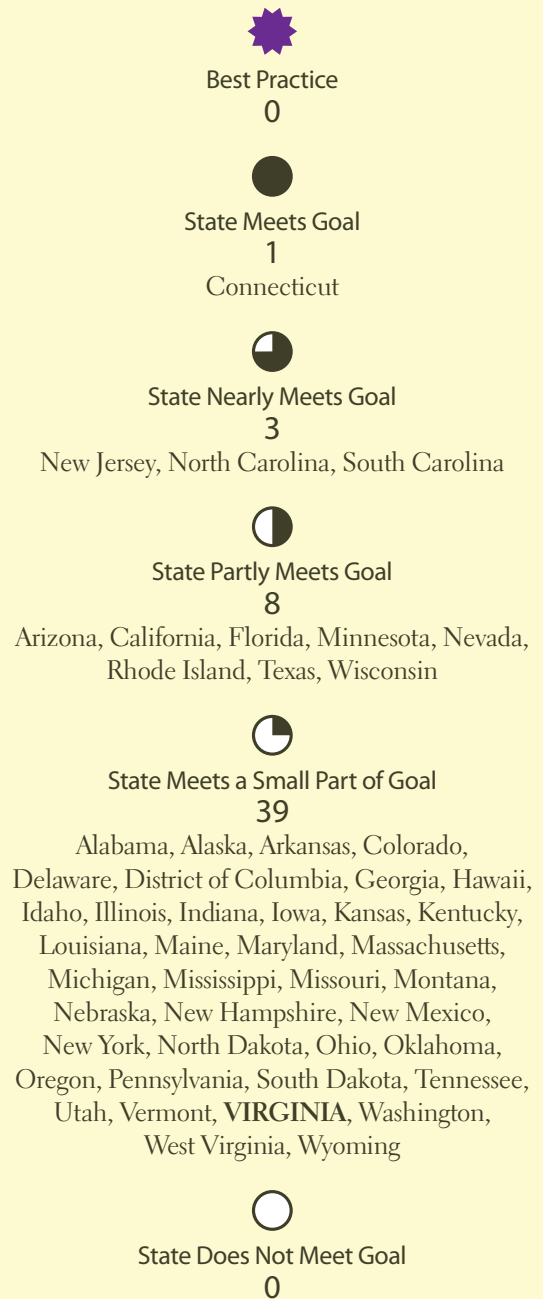 Best Practice
0
State Meets Goal
1
Connecticut
State Nearly Meets Goal
3
New Jersey, North Carolina, South Carolina
State Partly Meets Goal
8
Arizona, California, Florida, Minnesota, Nevada,
Rhode Island, Texas, Wisconsin
State Meets a Small Part of Goal
39
Alabama, Alaska, Arkansas, Colorado,
Delaware, District of Columbia, Georgia, Hawaii,
Idaho, Illinois, Indiana, Iowa, Kansas, Kentucky,
Louisiana, Maine, Maryland, Massachusetts,
Michigan, Mississippi, Missouri, Montana,
Nebraska, New Hampshire, New Mexico,
New York, North Dakota, Ohio, Oklahoma,
Oregon, Pennsylvania, South Dakota, Tennessee,
Utah, Vermont, VIRGINIA, Washington,
West Virginia, Wyoming
State Does Not Meet Goal
0